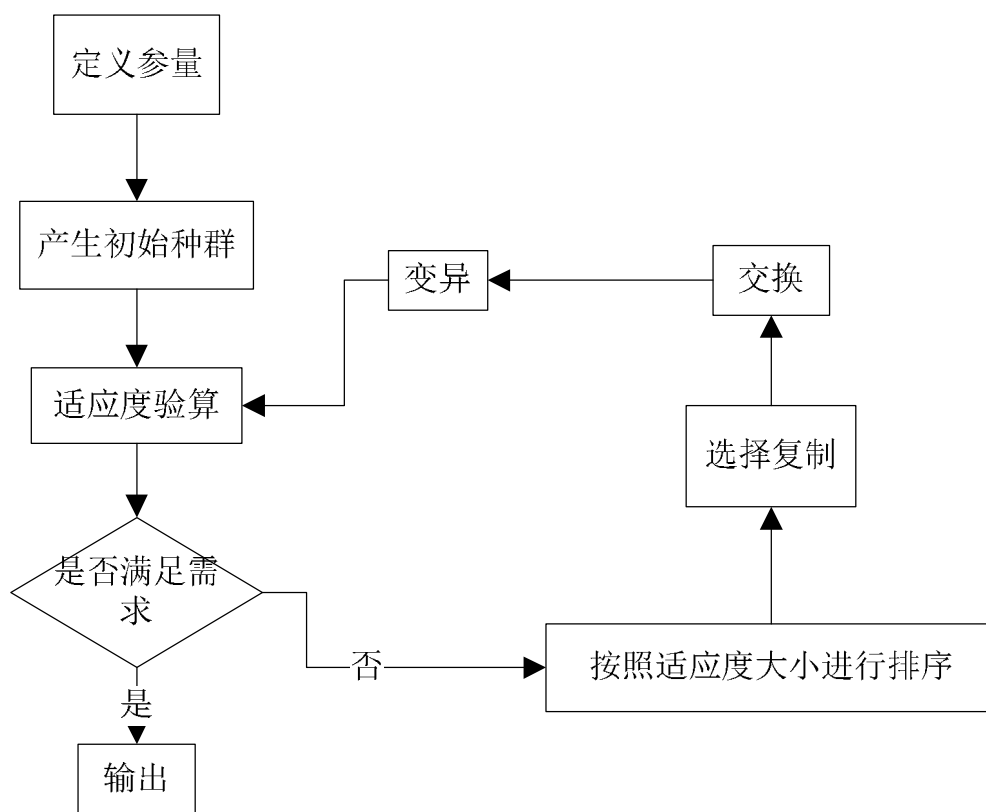 定义参量
产生初始种群
变异
交换
适应度验算
选择复制
是否满足需
求
否
按照适应度大小进行排序
是
输出